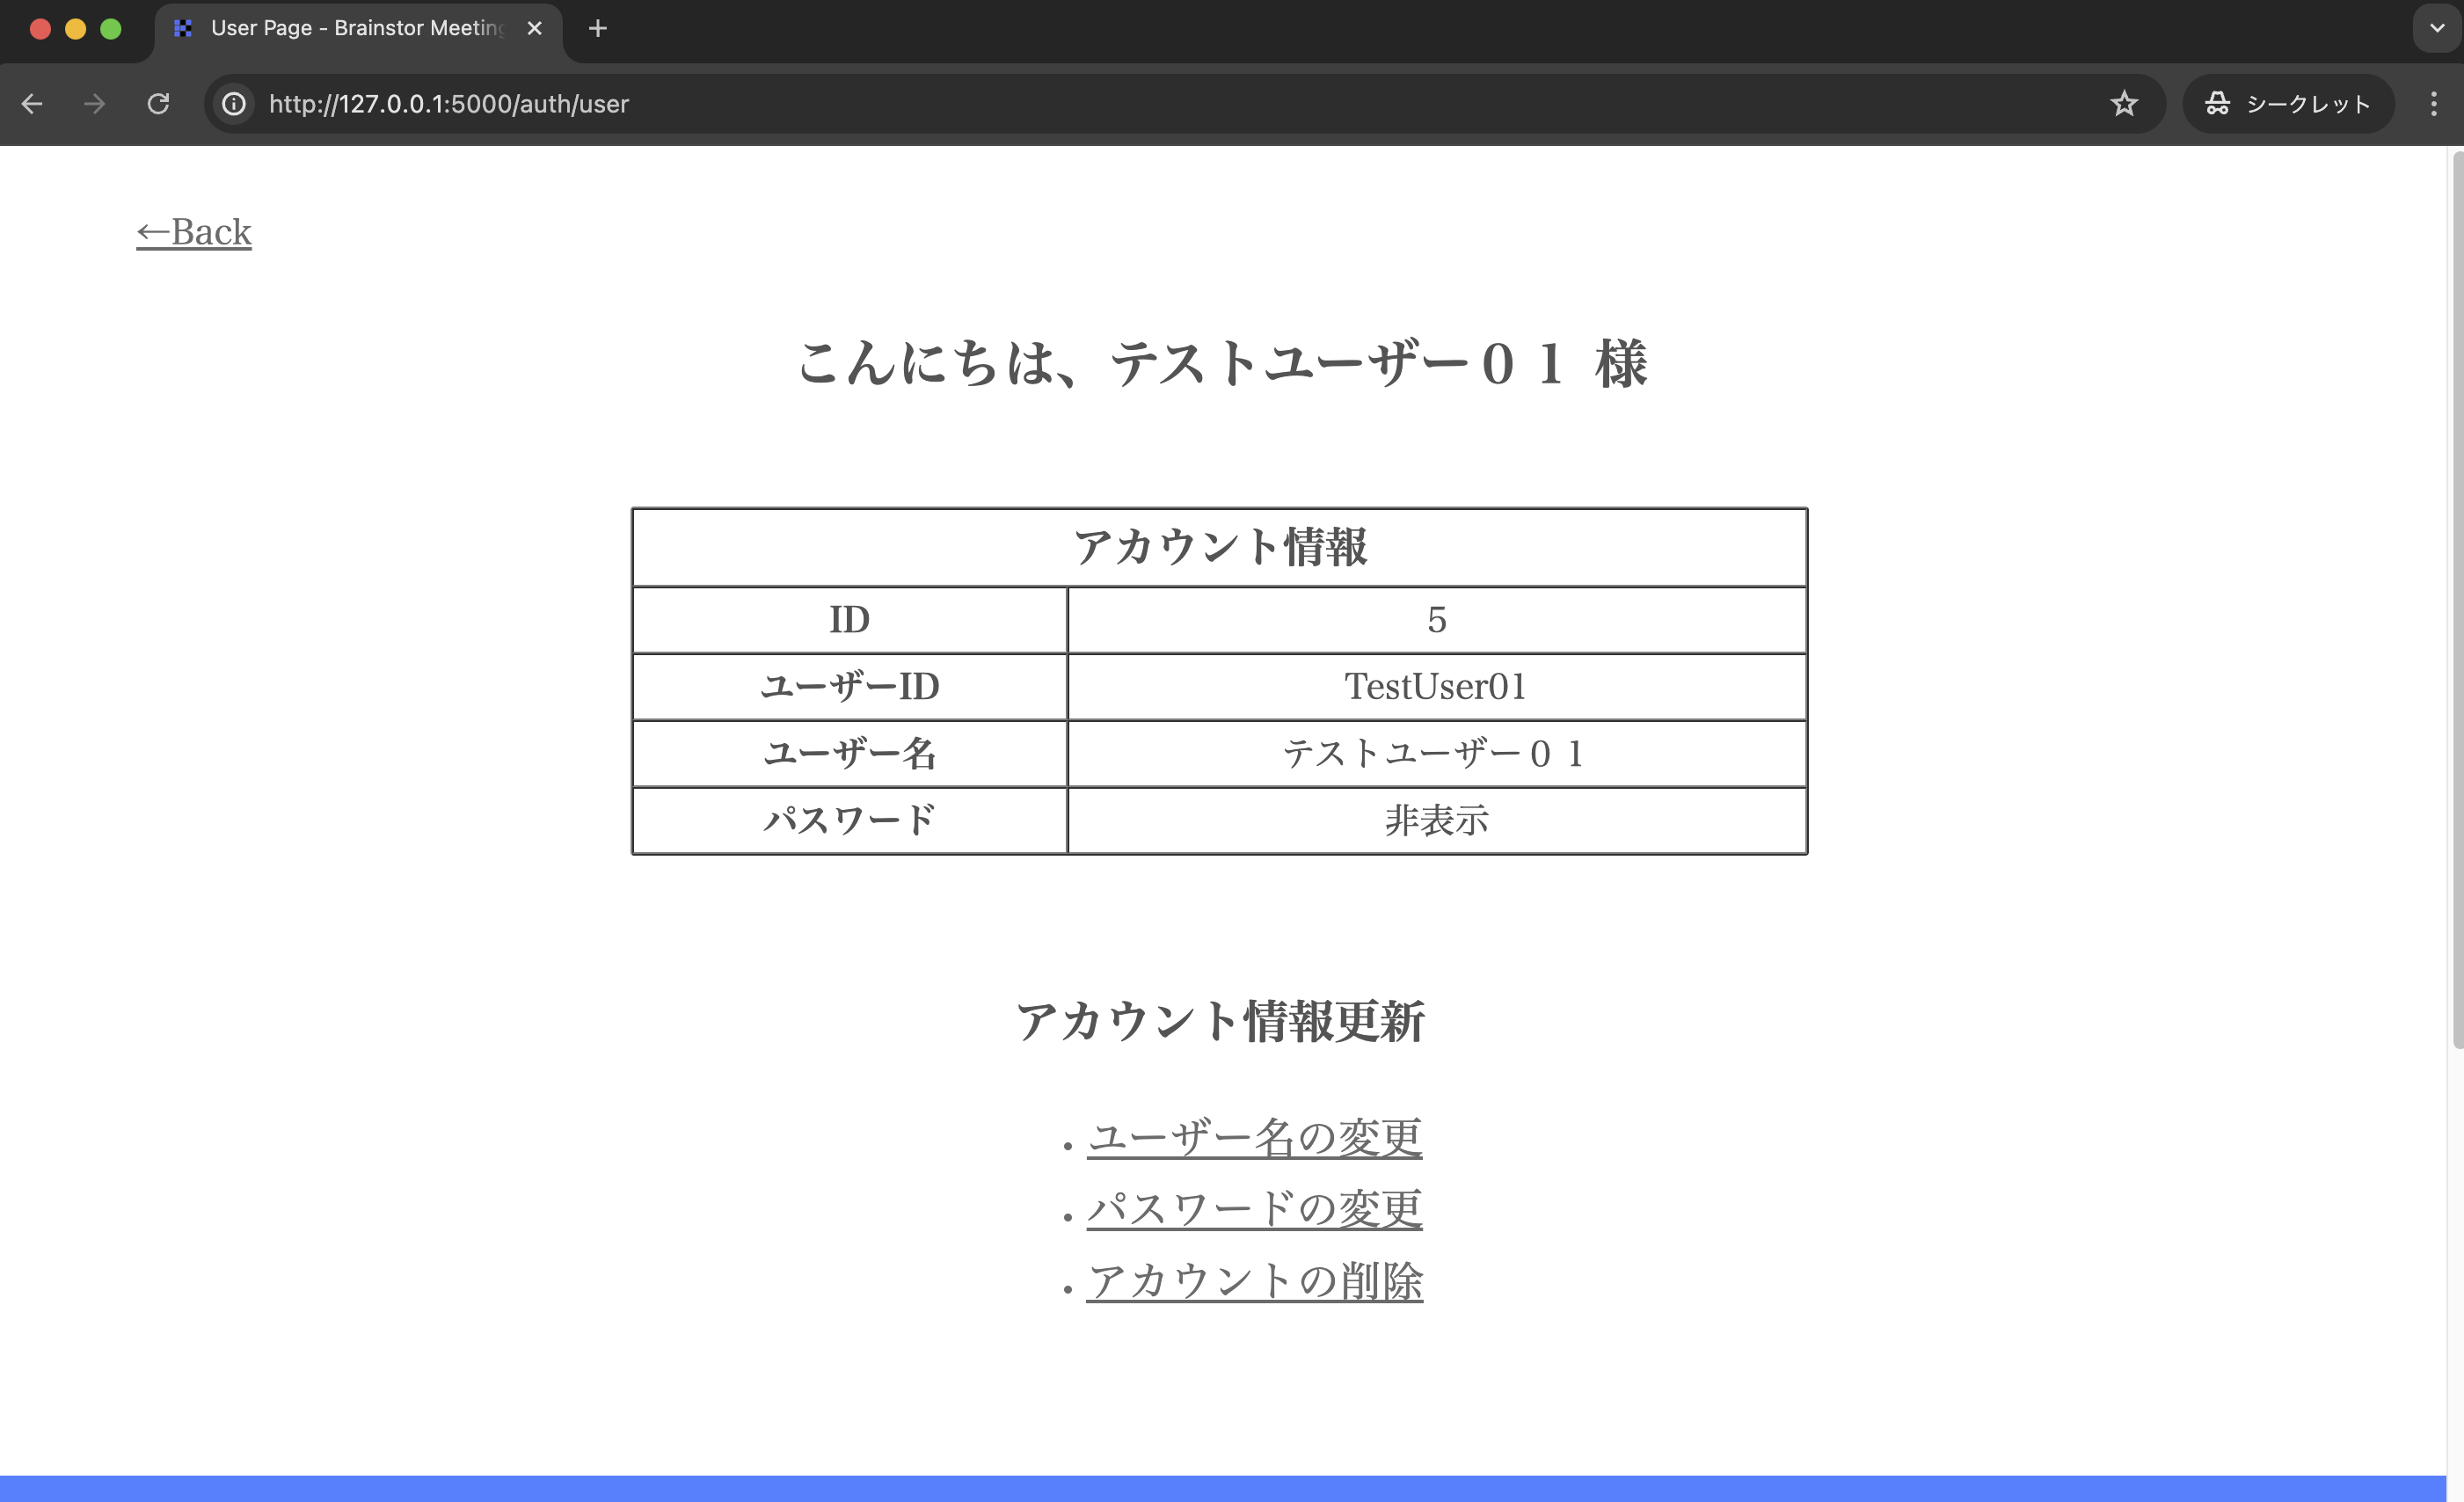 User Page - Brainstor Meeting
http://127.0.0.1:5000/auth/user
シークレット
←Back
こんにちは、テストユーザー０１ 様
アカウント情報
ID 5
ユーザーID TestUser01
ユーザー名 テストユーザー０１
パスワード 非表示
アカウント情報更新
• ユーザー名の変更
• パスワードの変更
• アカウントの削除